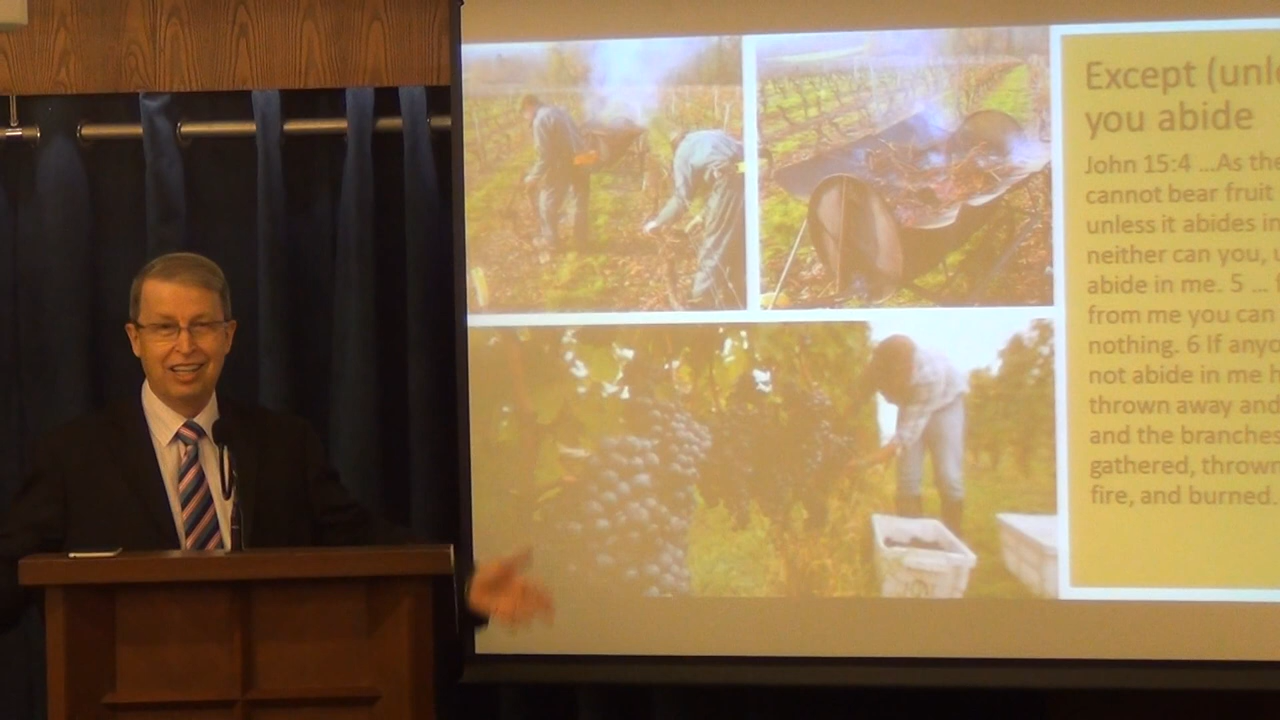 Except (unle
you abide
John 15:4 ...As the
cannot bear fruit
unless it abides in
neither can you, u
abide in me. 5 ...
from me you can
nothing. 6 If anyo
not abide in me h
thrown away and
and the branches
gathered, thrown
fire, and burned.